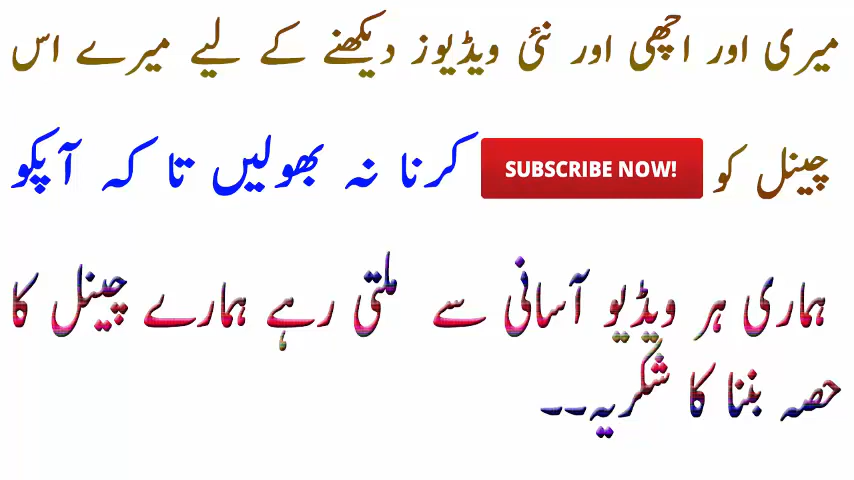 میری اور اچھی اور نئی ویڈیوز دیکھنے کے لیے میرے اس
چینل کو SUBSCRIBE NOW! کرنا نہ بھولیں تا کہ آپکو
ہماری ہر ویڈیو آسانی سے ملتی رہے ہمارے چینل کا
حصہ بننا کا شکریہ۔۔